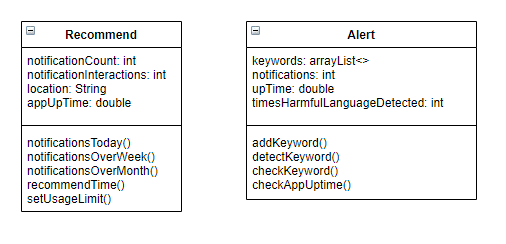 Recommend
notificationCount: int
notificationInteractions: int
location: String
appUpTime: double
notificationsToday()
notificationsOverWeek()
notificationsOverMonth()
recommendTime()
setUsageLimit()
Alert
keywords: arrayList<>
notifications: int
upTime: double
timesHarmfulLanguageDetected: int
addKeyword()
detectKeyword()
checkKeyword()
checkAppUptime()